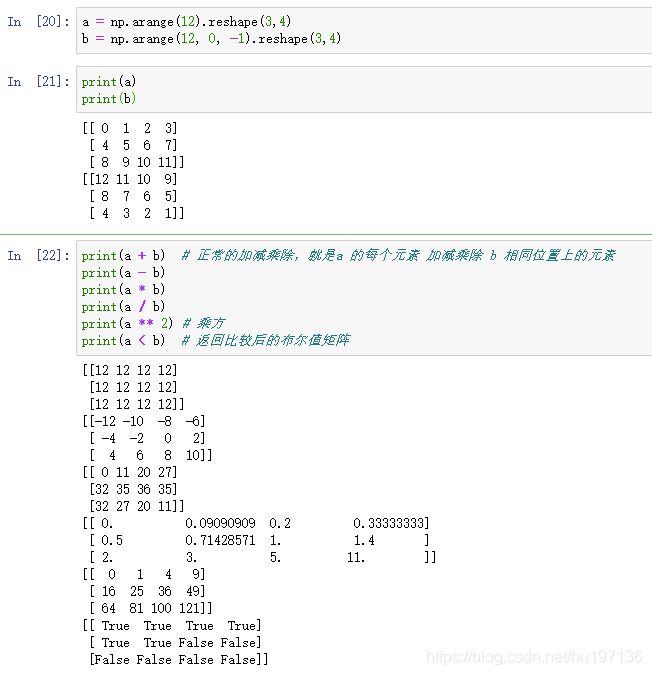 In [20]: a = np.arange(12).reshape(3,4)
b = np.arange(12, 0, -1).reshape(3,4)
In [21]: print(a)
print(b)
[[ 0  1  2  3]
 [ 4  5  6  7]
 [ 8  9 10 11]]
[[12 11 10  9]
 [ 8  7  6  5]
 [ 4  3  2  1]]
In [22]: print(a + b)  # 正常的加减乘除，就是a 的每个元素 加减乘除 b 相同位置上的元素
print(a - b)
print(a * b)
print(a / b)
print(a ** 2) # 乘方
print(a < b)  # 返回比较后的布尔值矩阵
[[12 12 12 12]
 [12 12 12 12]
 [12 12 12 12]]
[[-12 -10  -8  -6]
 [ -4  -2   0   2]
 [  4   6   8  10]]
[[ 0 11 20 27]
 [32 35 36 35]
 [32 27 20 11]]
[[ 0.          0.09090909  0.2         0.33333333]
 [ 0.5         0.71428571  1.          1.4       ]
 [ 2.          3.          5.         11.        ]]
[[  0   1   4   9]
 [ 16  25  36  49]
 [ 64  81 100 121]]
[[ True  True  True  True]
 [ True  True False False]
 [False False False False]]
https://blog.csdn.net/hu197136